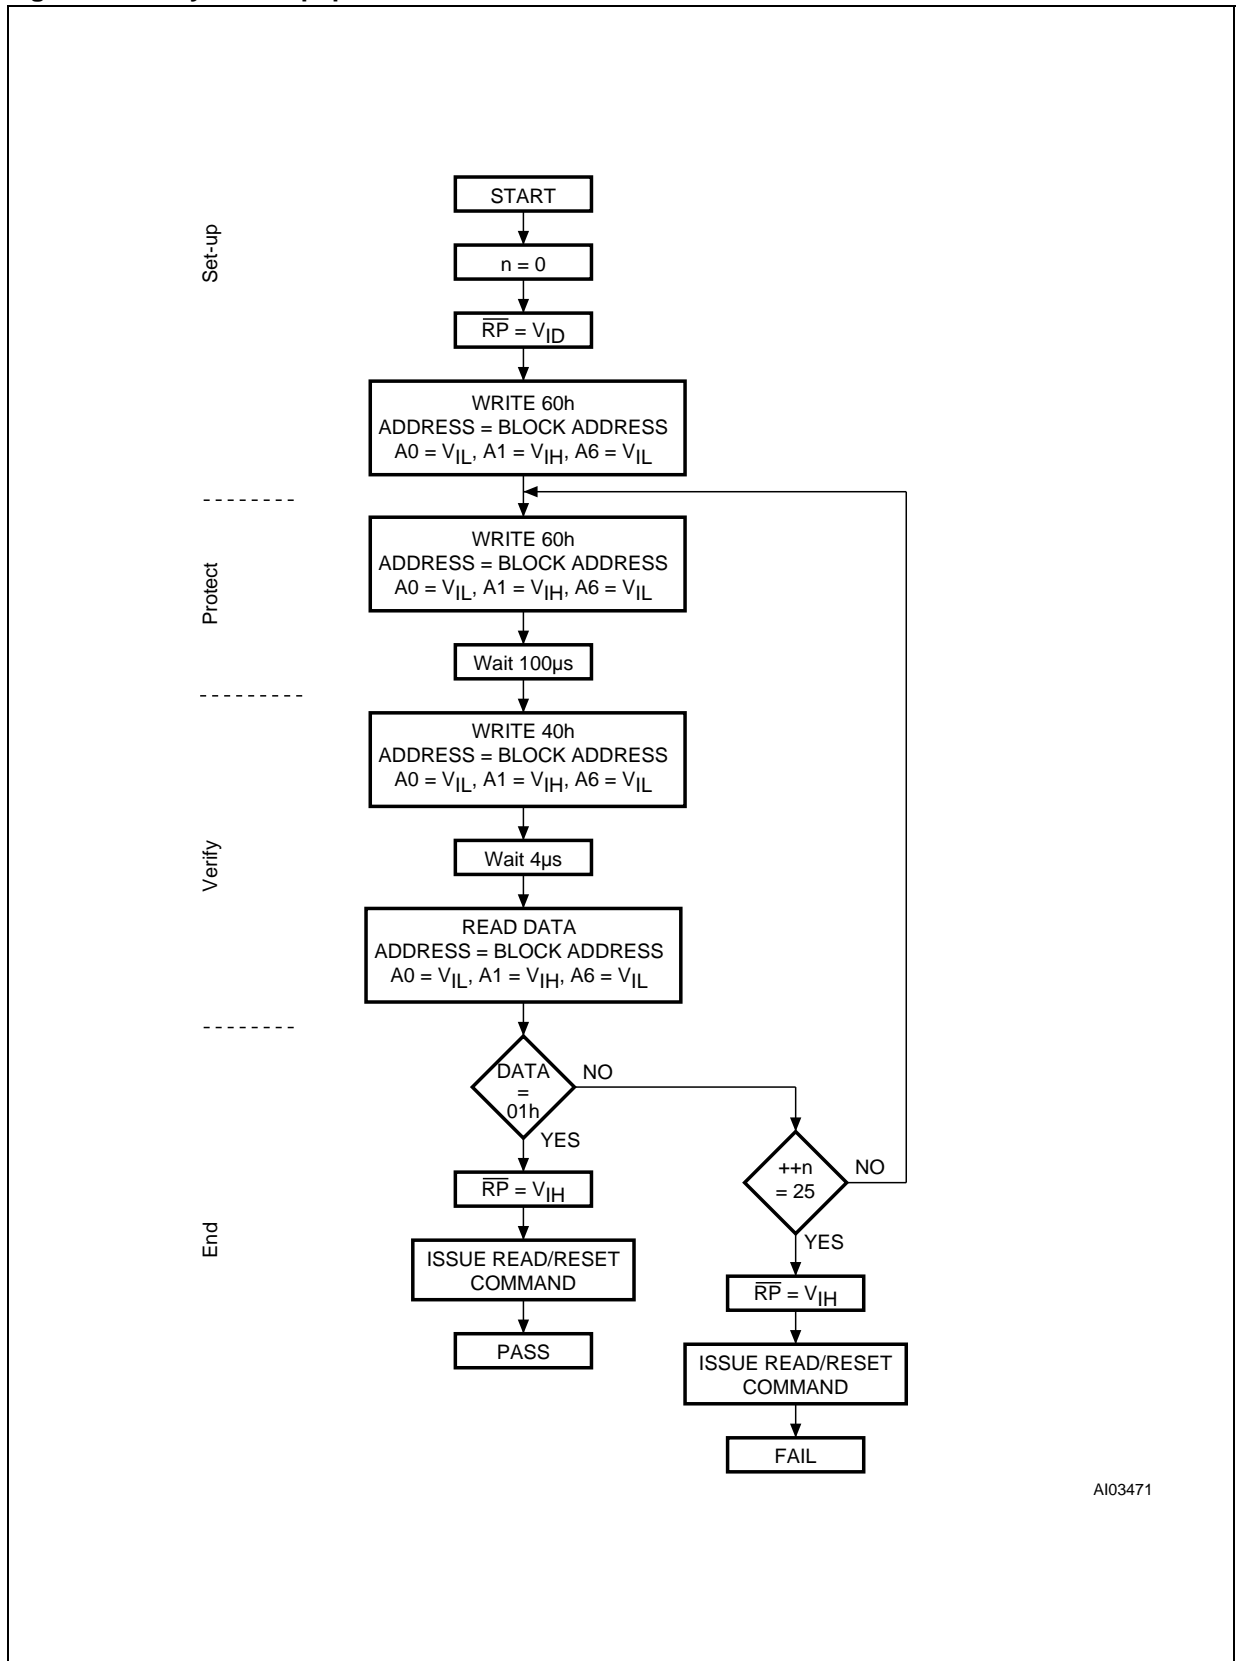 START
n = 0
RP = VID
WRITE 60h
ADDRESS = BLOCK ADDRESS
A0 = VIL, A1 = VIH, A6 = VIL
Set-up
WRITE 60h
ADDRESS = BLOCK ADDRESS
A0 = VIL, A1 = VIH, A6 = VIL
Wait 100µs
Protect
WRITE 40h
ADDRESS = BLOCK ADDRESS
A0 = VIL, A1 = VIH, A6 = VIL
Wait 4µs
READ DATA
ADDRESS = BLOCK ADDRESS
A0 = VIL, A1 = VIH, A6 = VIL
Verify
DATA
=
01h
NO
YES
++n
= 25
NO
YES
RP = VIH
ISSUE READ/RESET
COMMAND
PASS
RP = VIH
ISSUE READ/RESET
COMMAND
FAIL
End
AI03471